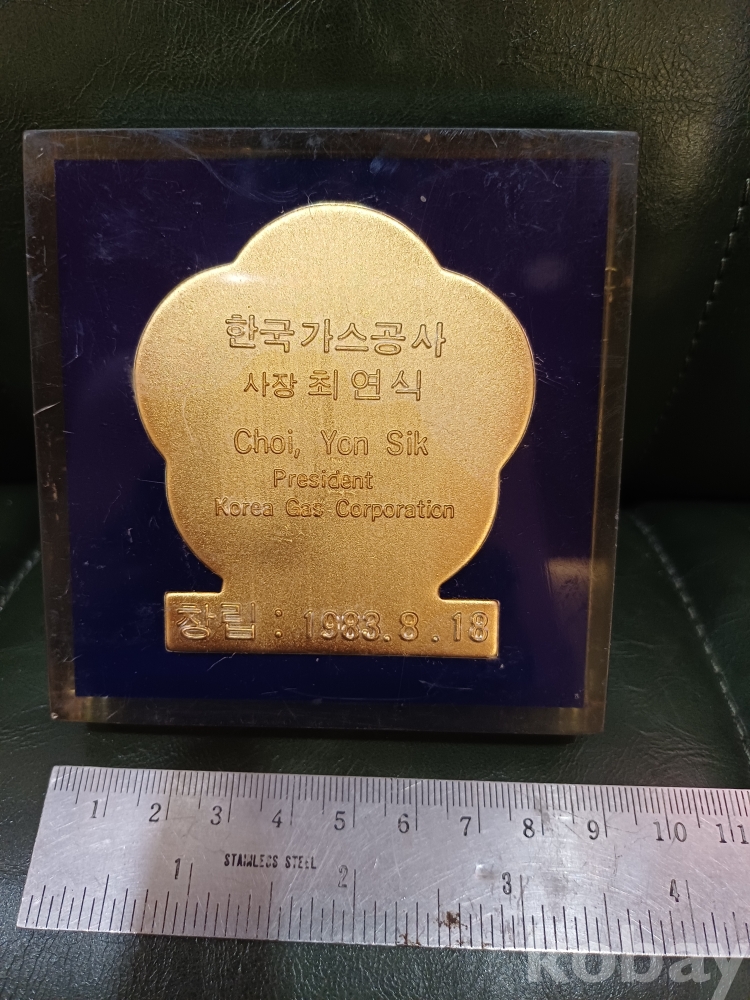 한국가스공사
사장 최연식
Choi, Yon Sik
President
Korea Gas Corporation
창립 : 1983. 8. 18
1 2 3 4 5 6 7 8 9 10 11
STAINLESS STEEL
1 2 3 4
kobay